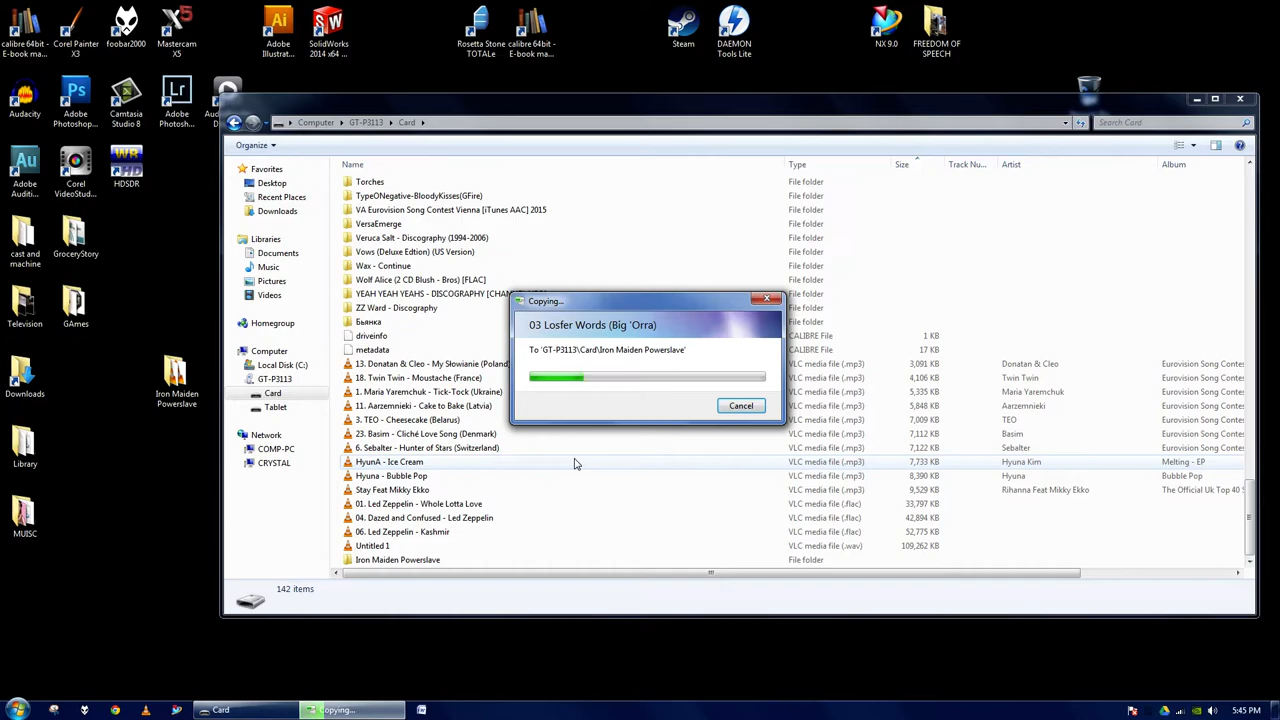 calibre 64bit - E-book ma...
Corel Painter X3
foobar2000
Mastercam X5
Adobe Illustrat...
SolidWorks 2014 x64 ...
Rosetta Stone TOTALe
calibre 64bit - E-book ma...
Steam
DAEMON Tools Lite
NX 9.0
FREEDOM OF SPEECH
Audacity
Adobe Photoshop...
Camtasia Studio 8
Adobe Photosh...
Adobe Auditi...
Corel VideoStud...
HDSDR
cast and machine
GroceryStory
Television
GAmes
Downloads
Iron Maiden Powerslave
Library
MUISC
Computer
GT-P3113
Card
Search Card
Organize
Favorites
Desktop
Recent Places
Downloads
Libraries
Documents
Music
Pictures
Videos
Homegroup
Computer
Local Disk (C:)
GT-P3113
Card
Tablet
Network
COMP-PC
CRYSTAL
Name Type Size Track Nu... Artist Album
Torches File folder
TypeONegative-BloodyKisses(GFire) File folder
VA Eurovision Song Contest Vienna [iTunes AAC] 2015 File folder
VersaEmerge File folder
Veruca Salt - Discography (1994-2006) File folder
Vows (Deluxe Edtion) (US Version) File folder
Wax - Continue File folder
Wolf Alice (2 CD Blush - Bros) [FLAC] File folder
YEAH YEAH YEAHS - DISCOGRAPHY [CHAN File folder
ZZ Ward - Discography File folder
Бьянка File folder
driveinfo CALIBRE File 1 KB
metadata CALIBRE File 17 KB
13. Donatan & Cleo - My Słowianie (Poland) VLC media file (.mp3) 3,091 KB Donatan & Cleo Eurovision Song Con
18. Twin Twin - Moustache (France) VLC media file (.mp3) 4,106 KB Twin Twin Eurovision Song Con
1. Maria Yaremchuk - Tick-Tock (Ukraine) VLC media file (.mp3) 5,335 KB Maria Yaremchuk Eurovision Song Con
11. Aarzemnieki - Cake to Bake (Latvia) VLC media file (.mp3) 5,848 KB Aarzemnieki Eurovision Song Con
3. TEO - Cheesecake (Belarus) VLC media file (.mp3) 7,009 KB TEO Eurovision Song Con
23. Basim - Cliché Love Song (Denmark) VLC media file (.mp3) 7,112 KB Basim Eurovision Song Con
6. Sebalter - Hunter of Stars (Switzerland) VLC media file (.mp3) 7,122 KB Sebalter Eurovision Song Con
HyunA - Ice Cream VLC media file (.mp3) 7,733 KB Hyuna Kim Melting - EP
Hyuna - Bubble Pop VLC media file (.mp3) 8,390 KB Hyuna Bubble Pop
Stay Feat Mikky Ekko VLC media file (.mp3) 9,529 KB Rihanna Feat Mikky Ekko The Official Uk Top 40 S
01. Led Zeppelin - Whole Lotta Love VLC media file (.flac) 33,797 KB
04. Dazed and Confused - Led Zeppelin VLC media file (.flac) 42,894 KB
06. Led Zeppelin - Kashmir VLC media file (.flac) 52,775 KB
Untitled 1 VLC media file (.wav) 109,262 KB
Iron Maiden Powerslave File folder
142 items
Copying...
03 Losfer Words (Big 'Orra)
To 'GT-P3113\Card\Iron Maiden Powerslave'
Cancel
Card
Copying...
5:45 PM